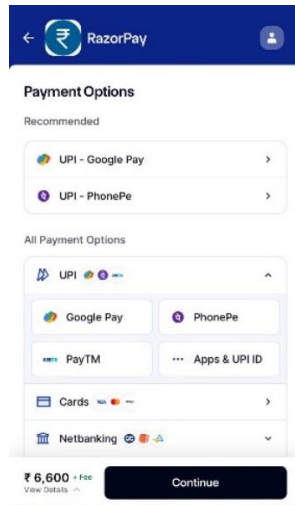 RazorPay
Payment Options
Recommended
UPI - Google Pay
UPI - PhonePe
All Payment Options
UPI
Google Pay
PhonePe
PayTM
Apps & UPI ID
Cards VISA
Netbanking
₹ 6,600 + Fee
View Details
Continue